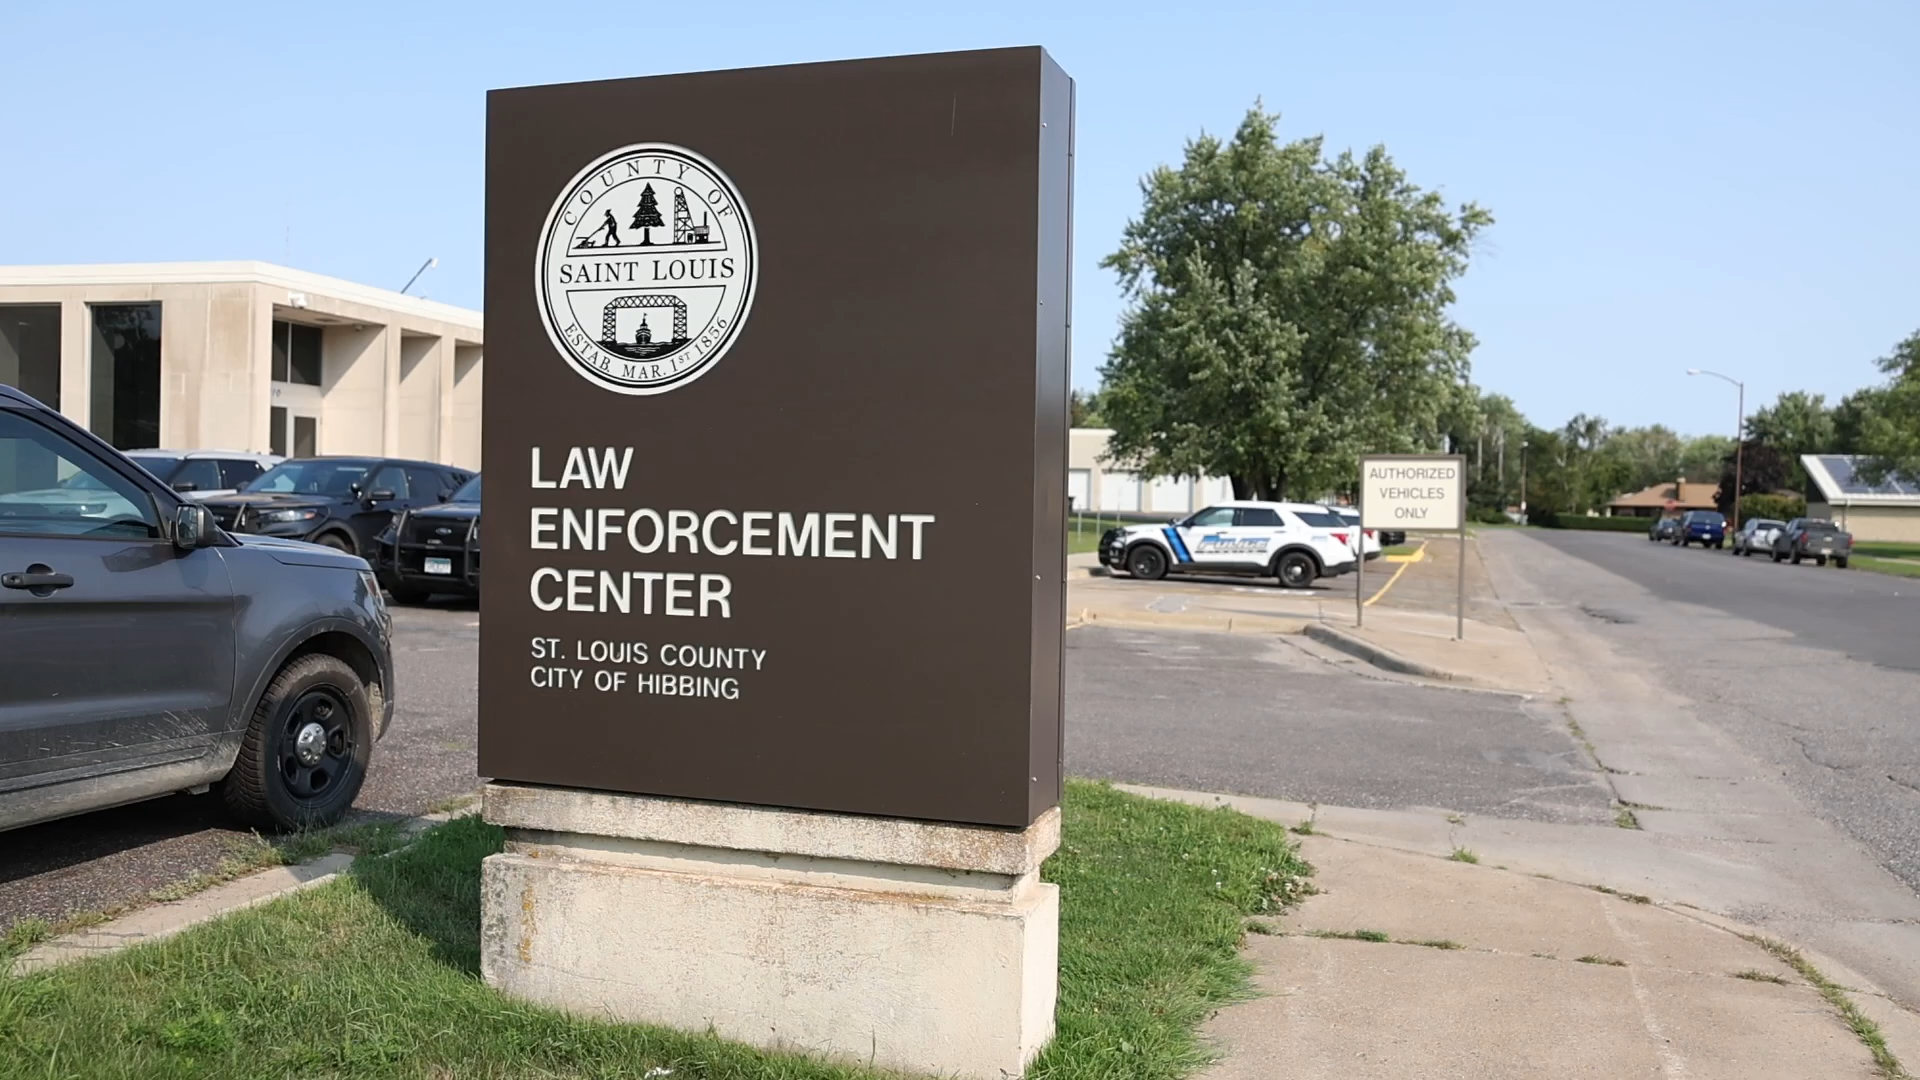 COUNTY OF
SAINT LOUIS
ESTAB. MAR. 1ST 1856
LAW
ENFORCEMENT
CENTER
ST. LOUIS COUNTY
CITY OF HIBBING
AUTHORIZED
VEHICLES
ONLY
POLICE